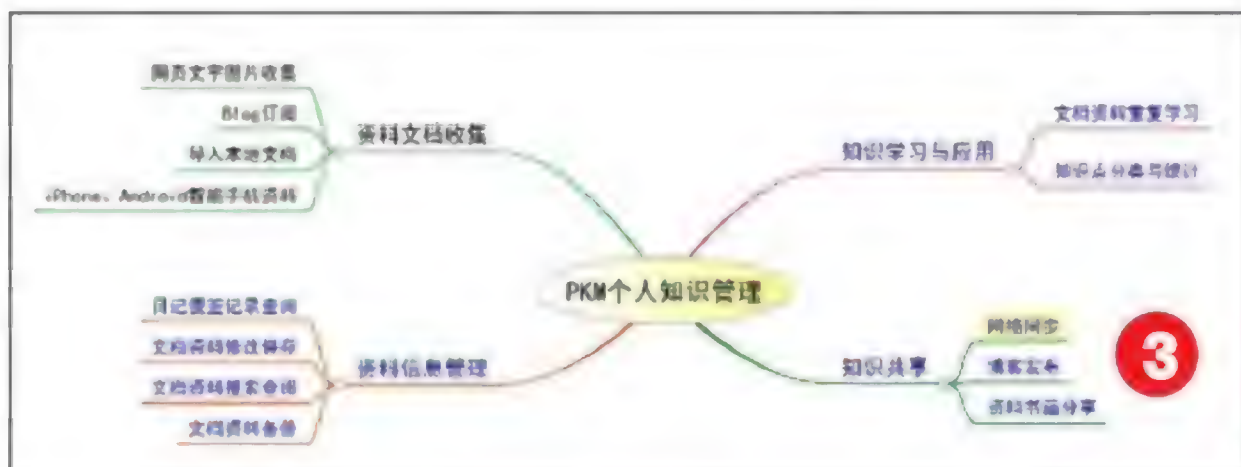 网页文字图片收集
Blog订阅
导入本地文档
iPhone、Android智能手机资料
资料文档收集
知识学习与应用
文档资料重复学习
知识点分类与统计
PKM个人知识管理
日记便签记录查阅
文档资料修改保存
文档资料搜索查阅
文档资料备份
资料信息管理
知识共享
网络同步
博客发布
资料书籍分享
3